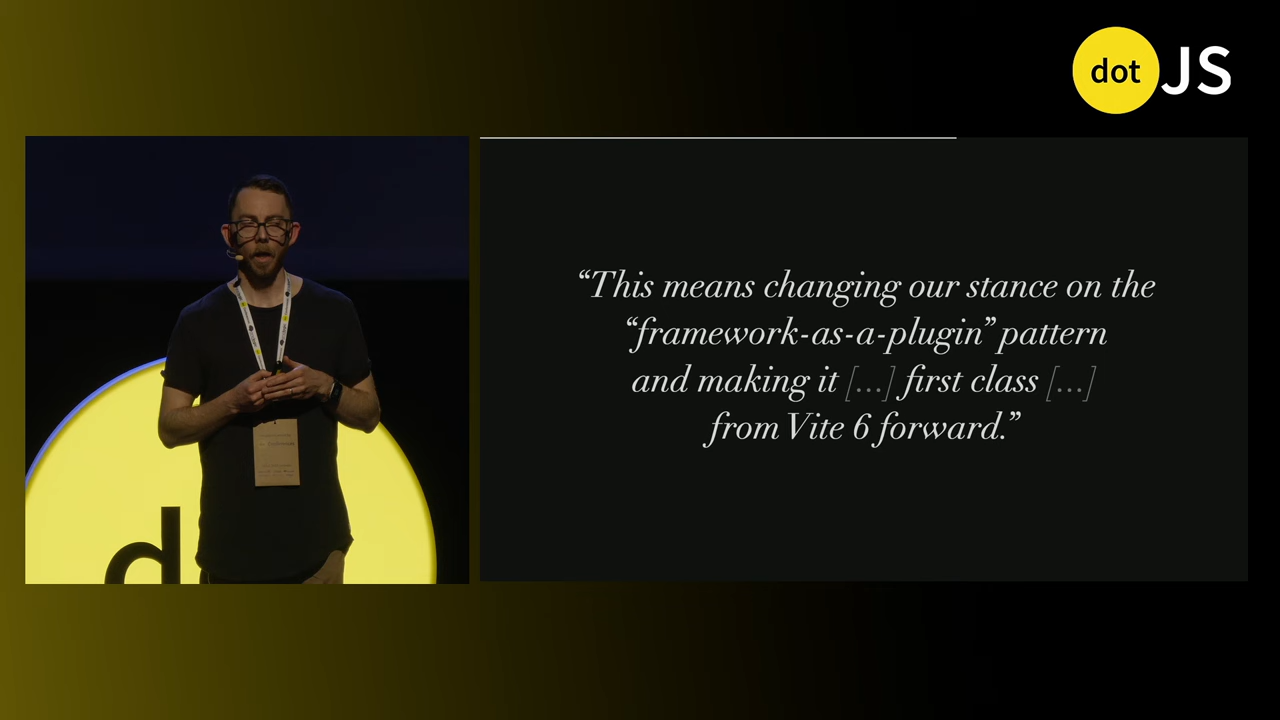 dot JS
“This means changing our stance on the
“framework-as-a-plugin” pattern
and making it [...] first class [...]
from Vite 6 forward.”
d